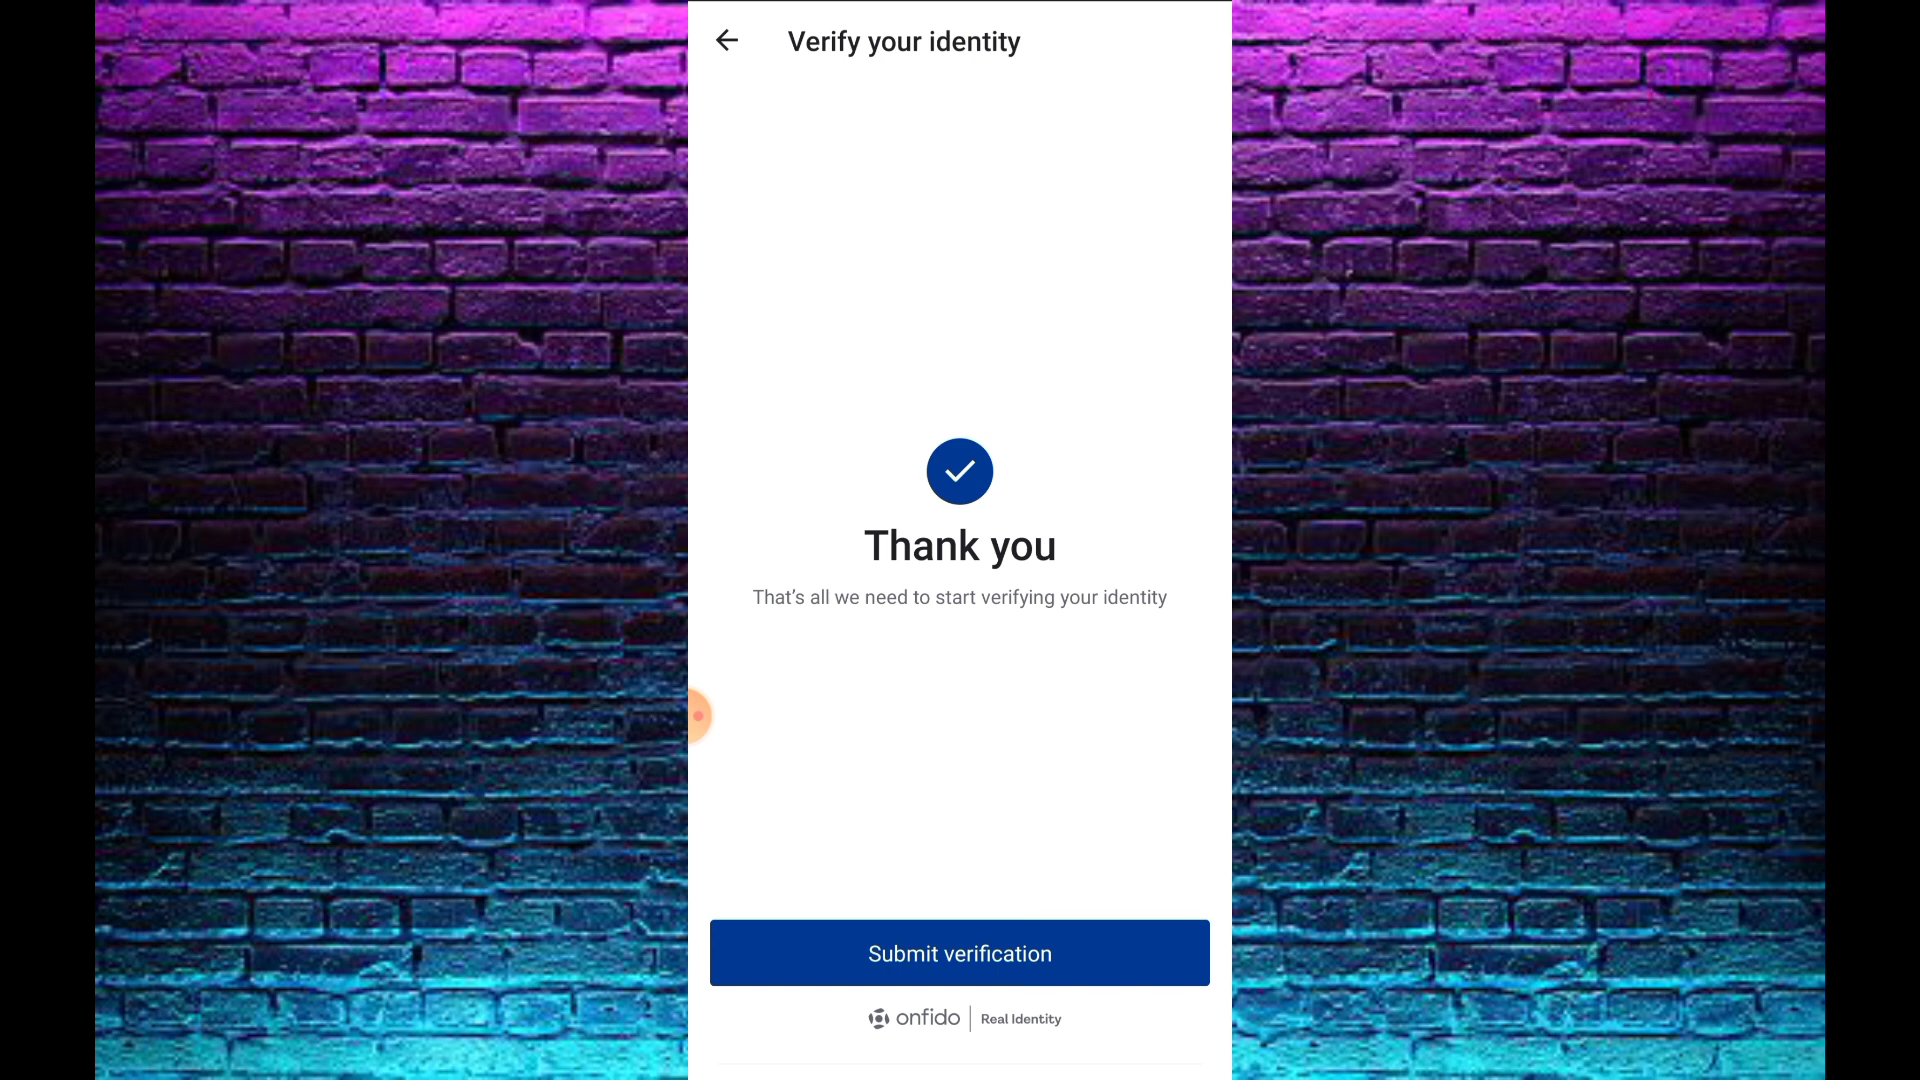 Verify your identity
Thank you
That's all we need to start verifying your identity
Submit verification
onfido | Real Identity